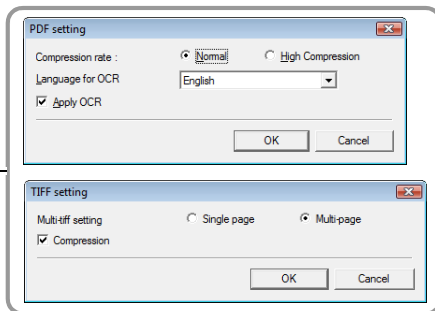 PDF setting
Compression rate : Normal High Compression
Language for OCR English
Apply OCR
OK Cancel
TIFF setting
Multi-tiff setting Single page Multi-page
Compression
OK Cancel